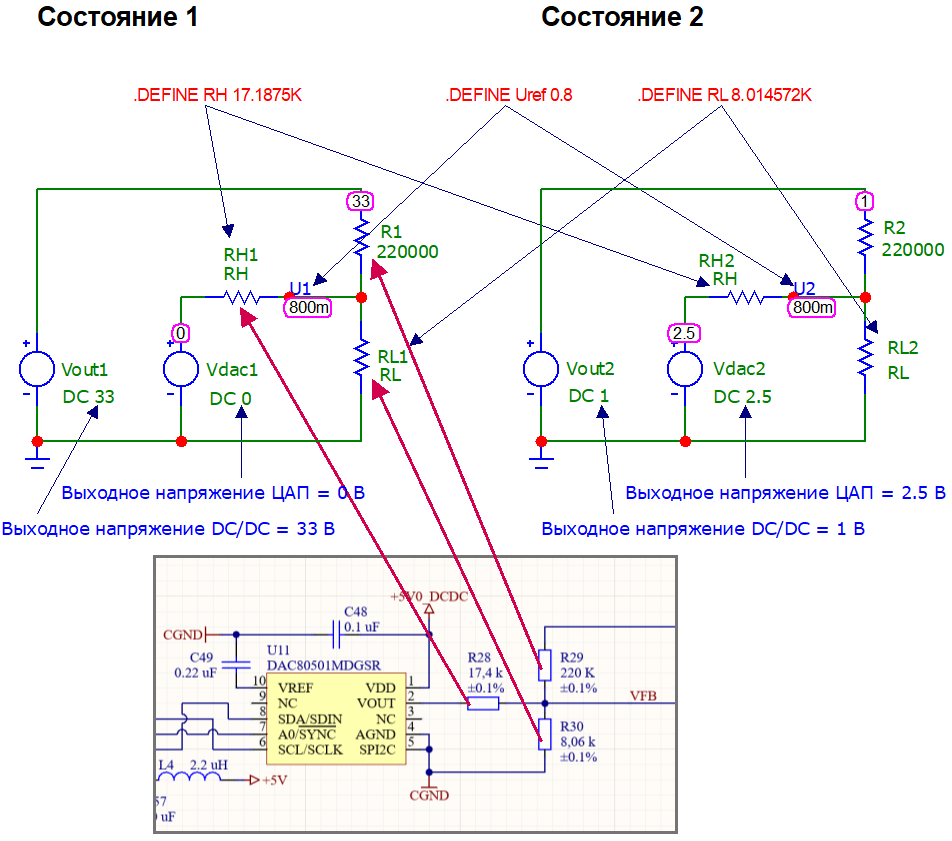 Состояние 1
Состояние 2
.DEFINE RH 17.1875K
.DEFINE Uref 0.8
.DEFINE RL 8.014572K
33
R1
220000
RH1
RH
U1
800m
0
+
-
Vout1
DC 33
+
-
Vdac1
DC 0
RL1
RL
1
R2
220000
RH2
RH
U2
800m
2.5
+
-
Vout2
DC 1
+
-
Vdac2
DC 2.5
RL2
RL
Выходное напряжение ЦАП = 0 В
Выходное напряжение DC/DC = 33 В
Выходное напряжение ЦАП = 2.5 В
Выходное напряжение DC/DC = 1 В
+5V0_DCDC
C48
0.1 uF
CGND
C49
0.22 uF
U11
DAC80501MDGSR
10
9
8
7
6
VREF
NC
SDA/SDIN
A0/SYNC
SCL/SCLK
VDD
VOUT
NC
AGND
SPI2C
1
2
3
4
5
R28
17,4 k
±0.1%
R29
220 K
±0.1%
VFB
R30
8,06 k
±0.1%
L4 2.2 uH
+5V
57
uF
CGND